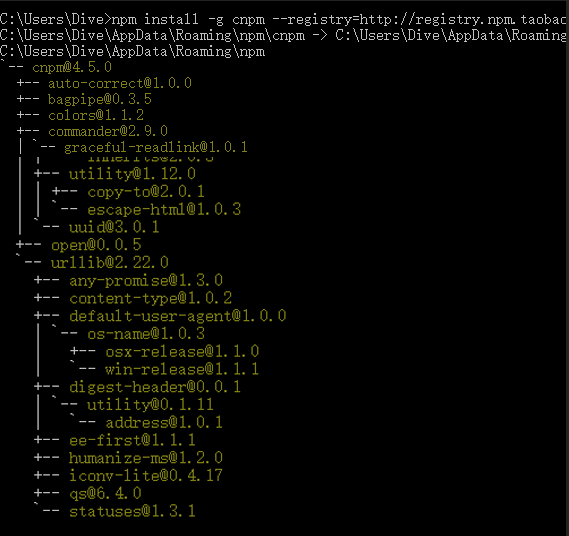 C:\Users\Dive>npm install -g cnpm --registry=http://registry.npm.taobao
C:\Users\Dive\AppData\Roaming\npm\cnpm -> C:\Users\Dive\AppData\Roaming
C:\Users\Dive\AppData\Roaming\npm
`-- cnpm@4.5.0
  +-- auto-correct@1.0.0
  +-- bagpipe@0.3.5
  +-- colors@1.1.2
  +-- commander@2.9.0
  | `-- graceful-readlink@1.0.1
  | +-- utility@1.12.0
  | | +-- copy-to@2.0.1
  | | `-- escape-html@1.0.3
  | `-- uuid@3.0.1
  +-- open@0.0.5
  `-- urllib@2.22.0
    +-- any-promise@1.3.0
    +-- content-type@1.0.2
    +-- default-user-agent@1.0.0
    | `-- os-name@1.0.3
    |   +-- osx-release@1.1.0
    |   `-- win-release@1.1.1
    +-- digest-header@0.0.1
    | `-- utility@0.1.11
    |   `-- address@1.0.1
    +-- ee-first@1.1.1
    +-- humanize-ms@1.2.0
    +-- iconv-lite@0.4.17
    +-- qs@6.4.0
    `-- statuses@1.3.1